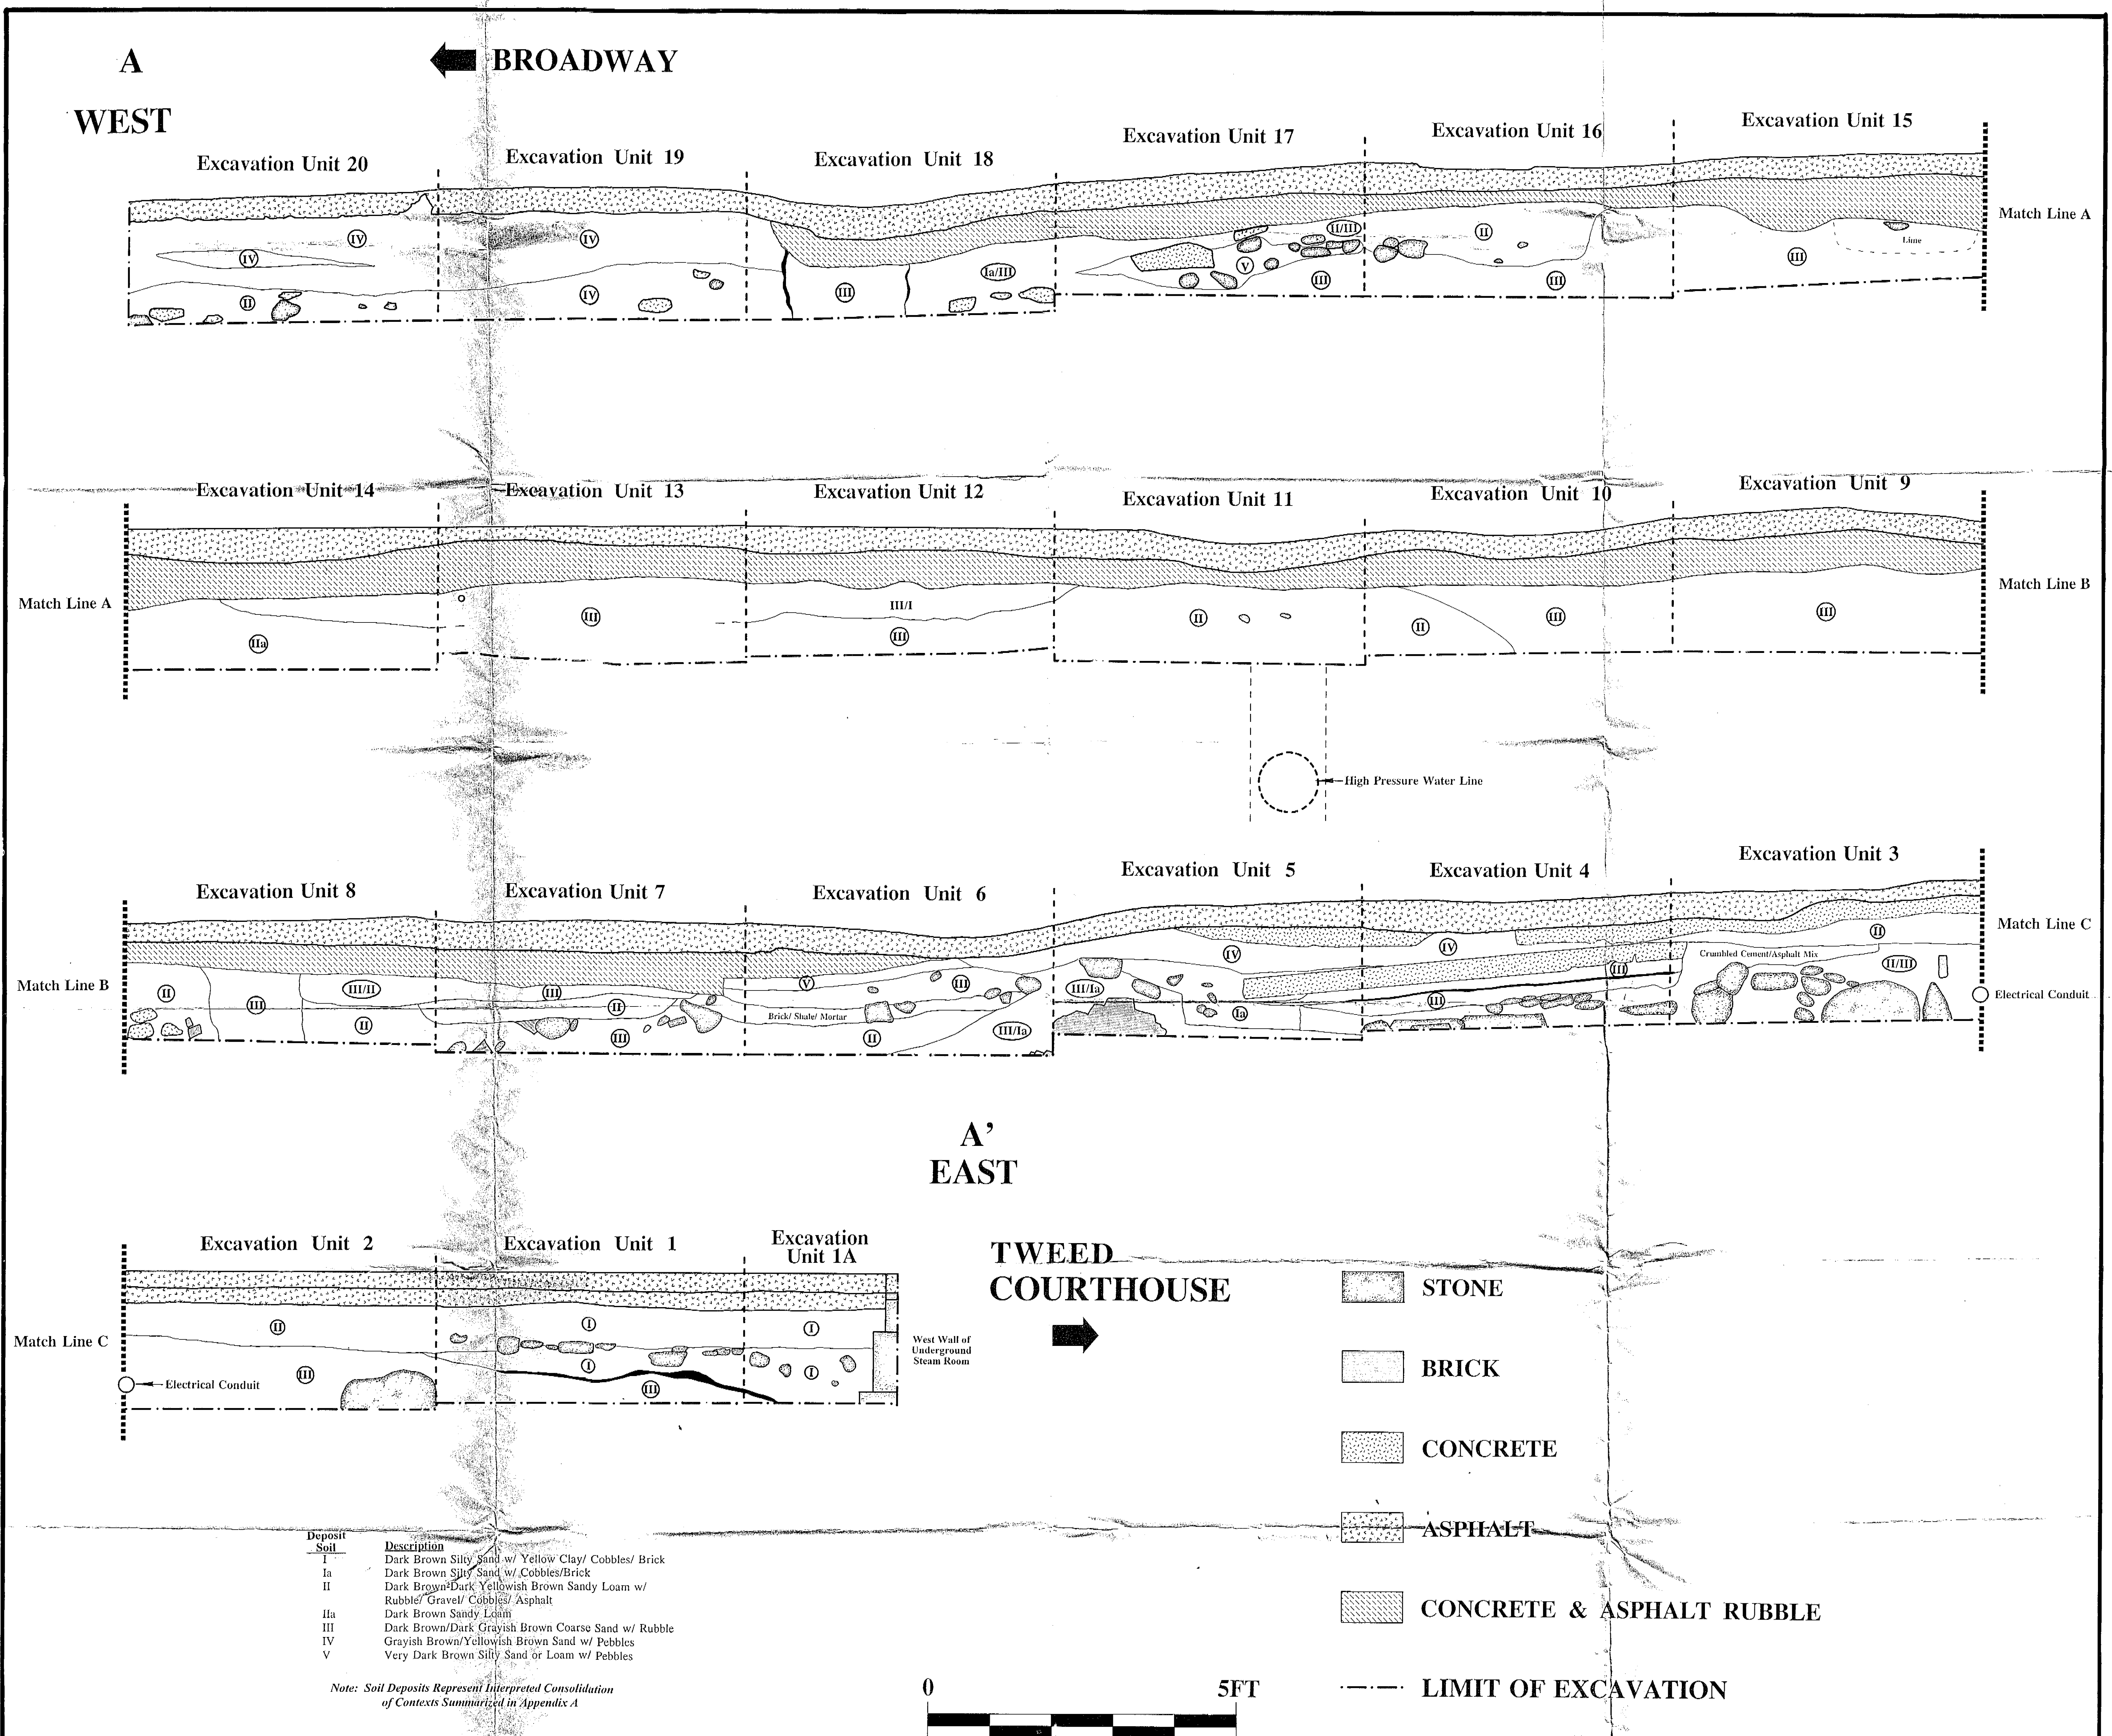 A
BROADWAY
WEST
Excavation Unit 20
Excavation Unit 19
Excavation Unit 18
Excavation Unit 17
Excavation Unit 16
Excavation Unit 15
Match Line A
IV
IV
IV
II
IV
III
Ia/III
II/III
V
III
II
III
III
Lime
Excavation Unit 14
Excavation Unit 13
Excavation Unit 12
Excavation Unit 11
Excavation Unit 10
Excavation Unit 9
Match Line A
Match Line B
IIa
III
III/I
III
II
II
III
III
High Pressure Water Line
Excavation Unit 8
Excavation Unit 7
Excavation Unit 6
Excavation Unit 5
Excavation Unit 4
Excavation Unit 3
Match Line B
Match Line C
II
III
III/II
II
III
II
III
V
III
Brick/ Shale/ Mortar
II
III/Ia
III/Ia
IV
Ia
IV
III
III
II
Crumbled Cement/Asphalt Mix
II/III
Electrical Conduit
A'
EAST
Excavation Unit 2
Excavation Unit 1
Excavation
Unit 1A
TWEED
COURTHOUSE
Match Line C
II
III
I
I
III
I
I
Electrical Conduit
West Wall of
Underground
Steam Room
STONE
BRICK
CONCRETE
ASPHALT
CONCRETE & ASPHALT RUBBLE
LIMIT OF EXCAVATION
Deposit
Soil Description
I Dark Brown Silty Sand w/ Yellow Clay/ Cobbles/ Brick
Ia Dark Brown Silty Sand w/ Cobbles/Brick
II Dark Brown-Dark Yellowish Brown Sandy Loam w/
Rubble/ Gravel/ Cobbles/ Asphalt
IIa Dark Brown Sandy Loam
III Dark Brown/Dark Grayish Brown Coarse Sand w/ Rubble
IV Grayish Brown/Yellowish Brown Sand w/ Pebbles
V Very Dark Brown Silty Sand or Loam w/ Pebbles
Note: Soil Deposits Represent Interpreted Consolidation
of Contexts Summarized in Appendix A
0 5FT